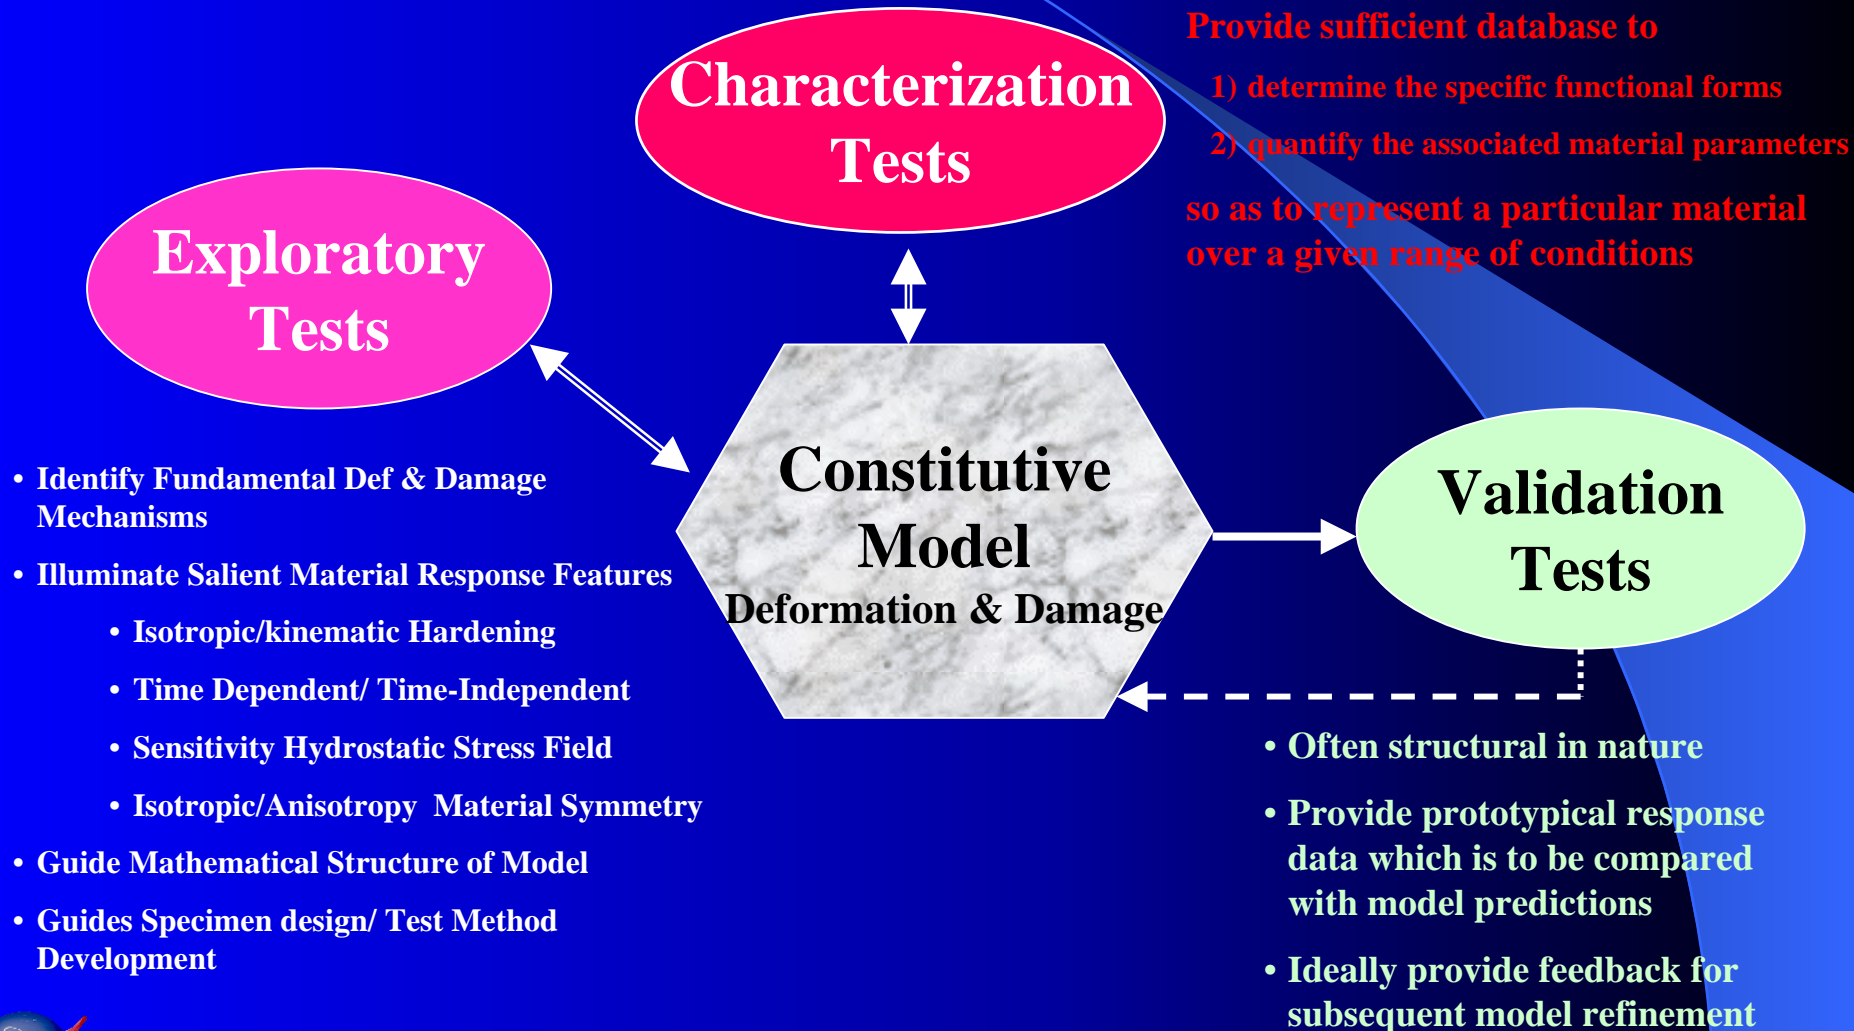 Characterization
Tests
Provide sufficient database to
1) determine the specific functional forms
2) quantify the associated material parameters
so as to represent a particular material
over a given range of conditions
Exploratory
Tests
• Identify Fundamental Def & Damage
Mechanisms
• Illuminate Salient Material Response Features
• Isotropic/kinematic Hardening
• Time Dependent/ Time-Independent
• Sensitivity Hydrostatic Stress Field
• Isotropic/Anisotropy  Material Symmetry
• Guide Mathematical Structure of Model
• Guides Specimen design/ Test Method
Development
Constitutive
Model
Deformation & Damage
Validation
Tests
• Often structural in nature
• Provide prototypical response
data which is to be compared
with model predictions
• Ideally provide feedback for
subsequent model refinement